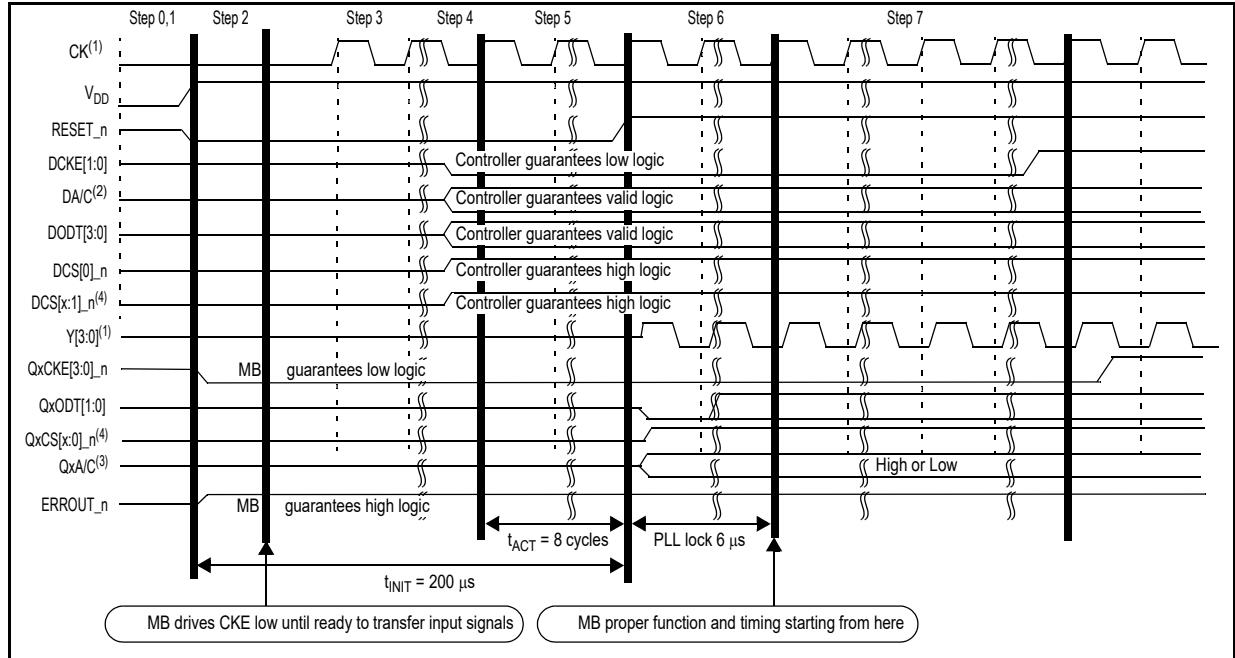 Step 0,1 Step 2 Step 3 Step 4 Step 5 Step 6 Step 7
CK(1)
VDD
RESET_n
DCKE[1:0] Controller guarantees low logic
DA/C(2) Controller guarantees valid logic
DODT[3:0] Controller guarantees valid logic
DCS[0]_n Controller guarantees high logic
DCS[x:1]_n(4) Controller guarantees high logic
Y[3:0](1)
QxCKE[3:0]_n MB guarantees low logic
QxODT[1:0]
QxCS[x:0]_n(4)
QxA/C(3) High or Low
ERROUT_n MB guarantees high logic
tACT = 8 cycles PLL lock 6 µs
tINIT = 200 µs
MB drives CKE low until ready to transfer input signals MB proper function and timing starting from here